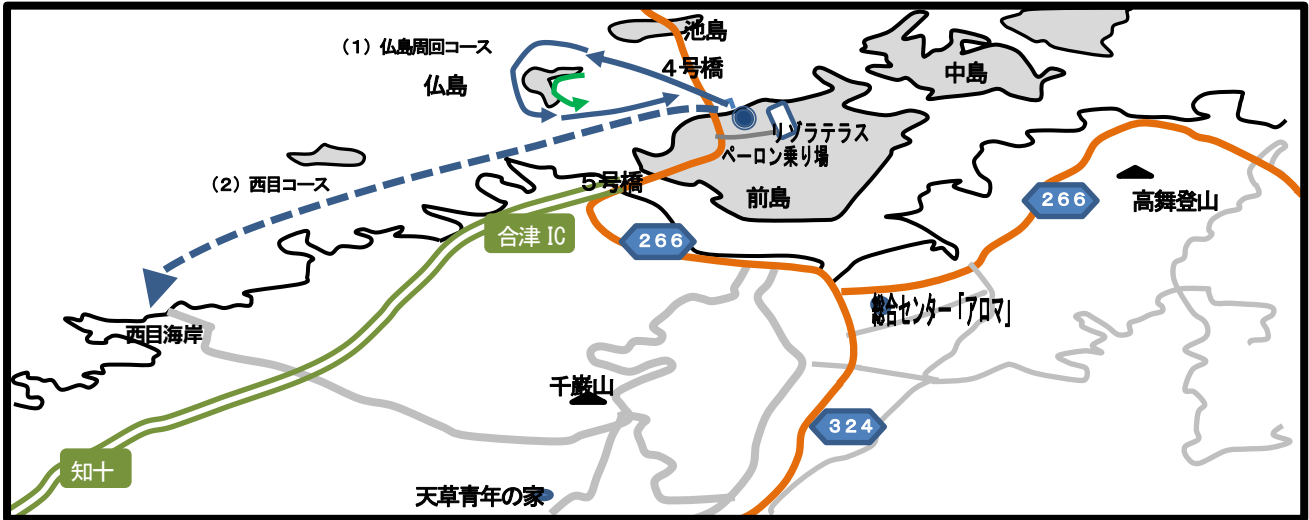 池島
（１）仏島周回コース
４号橋
中島
仏島
リゾラテラス
ペーロン乗り場
（２）西目コース
５号橋
前島
266
高舞登山
合津 IC
266
総合センター「アロマ」
西目海岸
千巌山
324
知十
天草青年の家